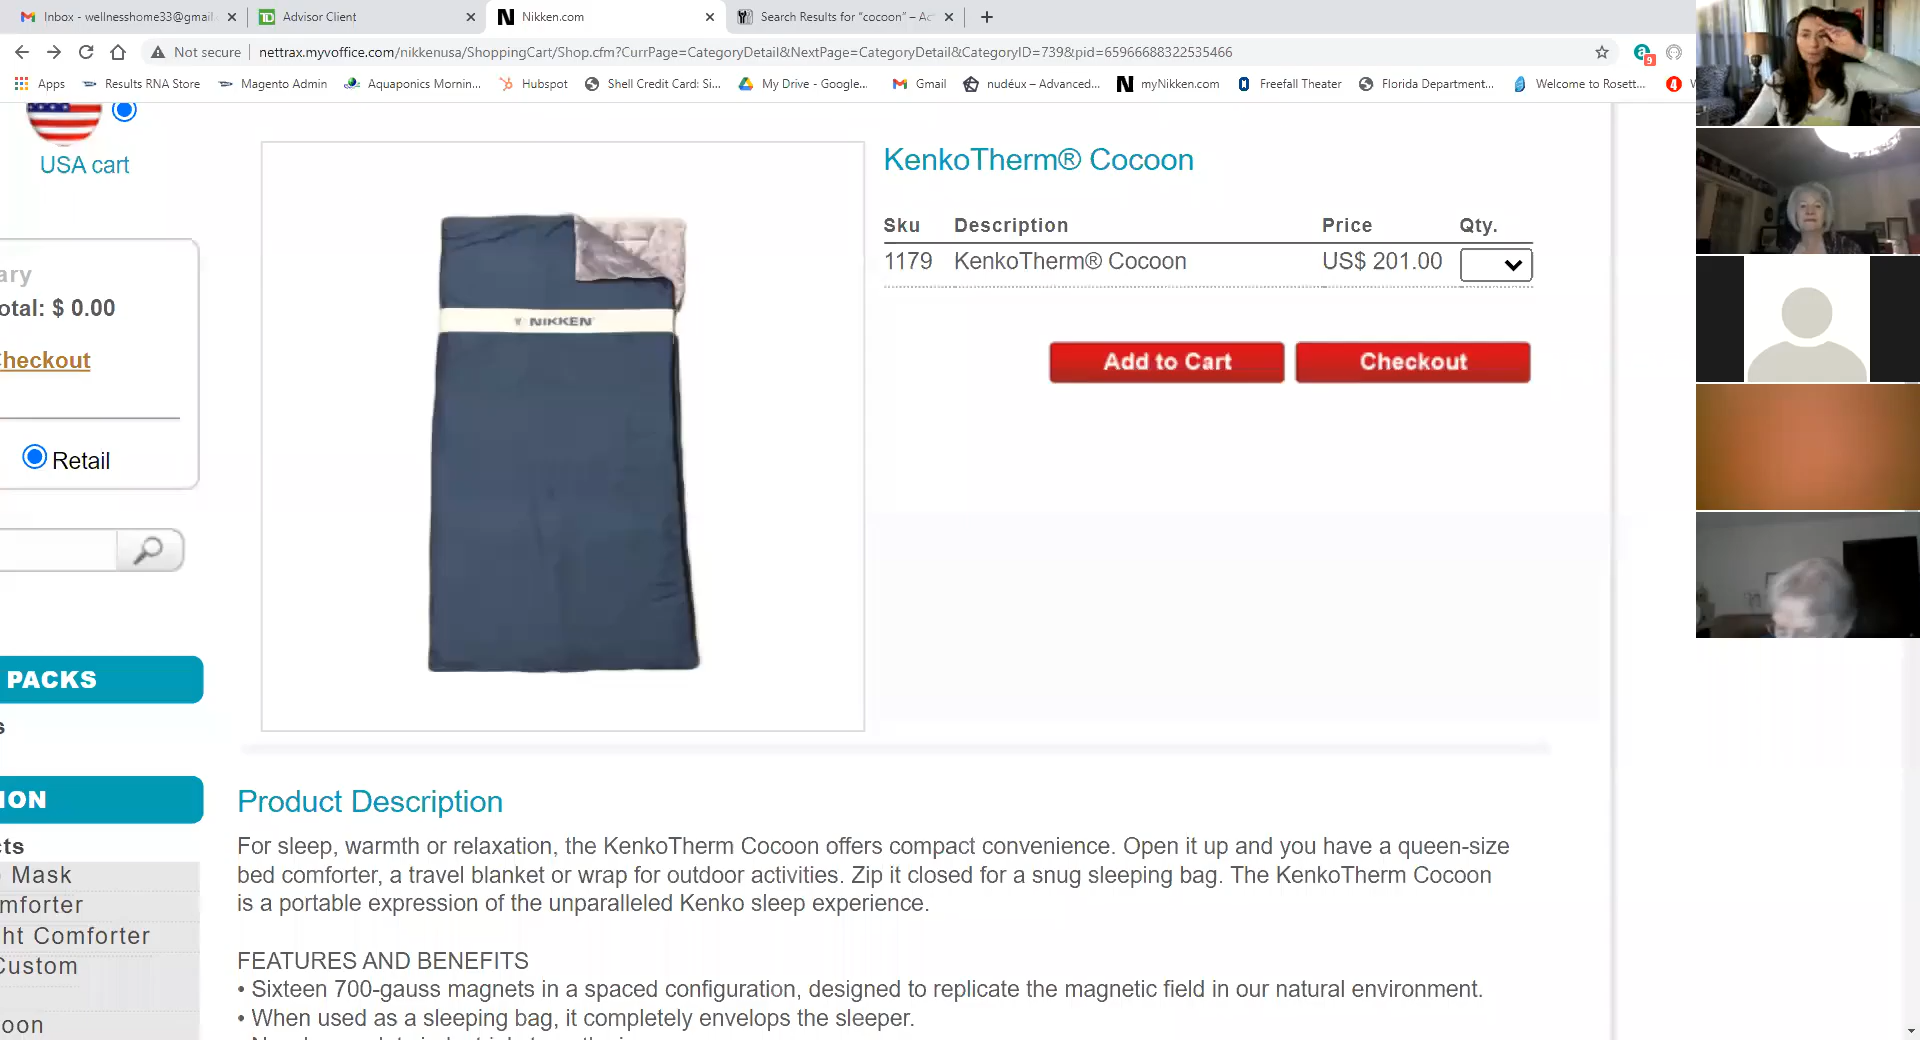 Inbox - wellnesshome33@gmail.
Advisor Client
Nikken.com
Search Results for "cocoon" – Ac
Not secure
nettrax.myvoffice.com/nikkenusa/ShoppingCart/Shop.cfm?CurrPage=CategoryDetail&NextPage=CategoryDetail&CategoryID=739&pid=65966688322535466
Apps
Results RNA Store
Magento Admin
Aquaponics Mornin...
Hubspot
Shell Credit Card: Si...
My Drive - Google...
Gmail
nudéux – Advanced...
myNikken.com
Freefall Theater
Florida Department...
Welcome to Rosett...
USA cart
ary
otal: $ 0.00
Checkout
Retail
PACKS
s
ION
cts
Mask
mforter
ht Comforter
Custom
oon
NIKKEN
KenkoTherm® Cocoon
Sku Description Price Qty.
1179 KenkoTherm® Cocoon US$ 201.00
Add to Cart
Checkout
Product Description
For sleep, warmth or relaxation, the KenkoTherm Cocoon offers compact convenience. Open it up and you have a queen-size
bed comforter, a travel blanket or wrap for outdoor activities. Zip it closed for a snug sleeping bag. The KenkoTherm Cocoon
is a portable expression of the unparalleled Kenko sleep experience.
FEATURES AND BENEFITS
• Sixteen 700-gauss magnets in a spaced configuration, designed to replicate the magnetic field in our natural environment.
• When used as a sleeping bag, it completely envelops the sleeper.